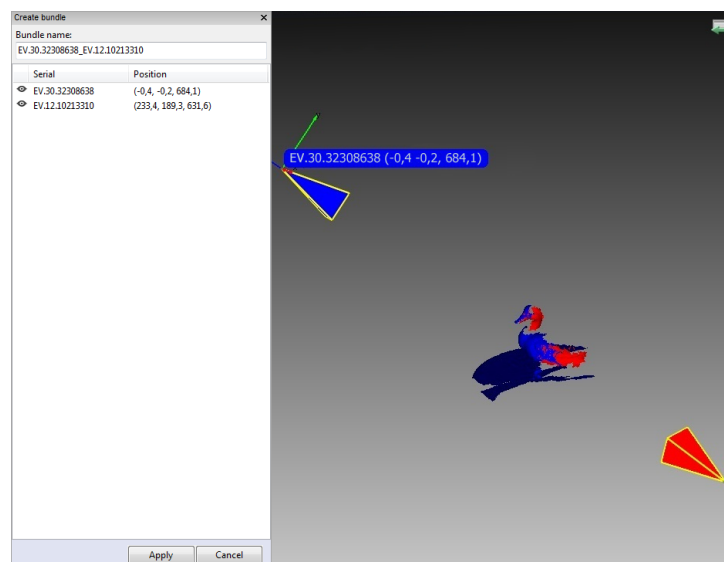 Create bundle
Bundle name:
EV.30.32308638_EV.12.10213310
Serial Position
EV.30.32308638 (-0,4, -0,2, 684,1)
EV.12.10213310 (233,4, 189,3, 631,6)
EV.30.32308638 (-0,4 -0,2, 684,1)
Apply Cancel